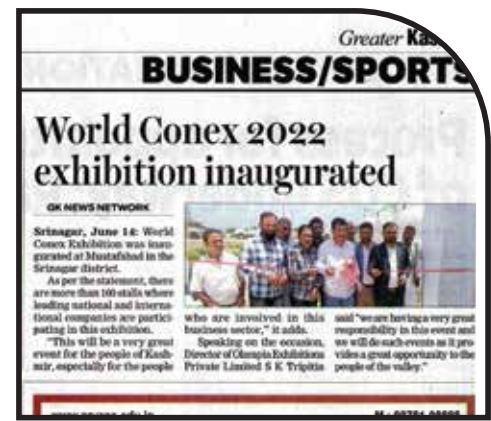 Greater Kas
BUSINESS/SPORTS
World Conex 2022
exhibition inaugurated
GK NEWS NETWORK
Srinagar, June 14: World
Conex Exhibition was inau-
gurated at Mustafabad in the
Srinagar district.
As per the statement, there
are more than 100 stalls where
leading national and interna-
tional companies are partici-
pating in this exhibition.
"This will be a very great
event for the people of Kash-
mir, especially for the people
who are involved in this
business sector," it adds.
Speaking on the occasion,
Director of Olampia Exhibitions
Private Limited S K Tripitia
said "we are having a very great
responsibility in this event and
we will do such events as it pro-
vides a great opportunity to the
people of the valley."